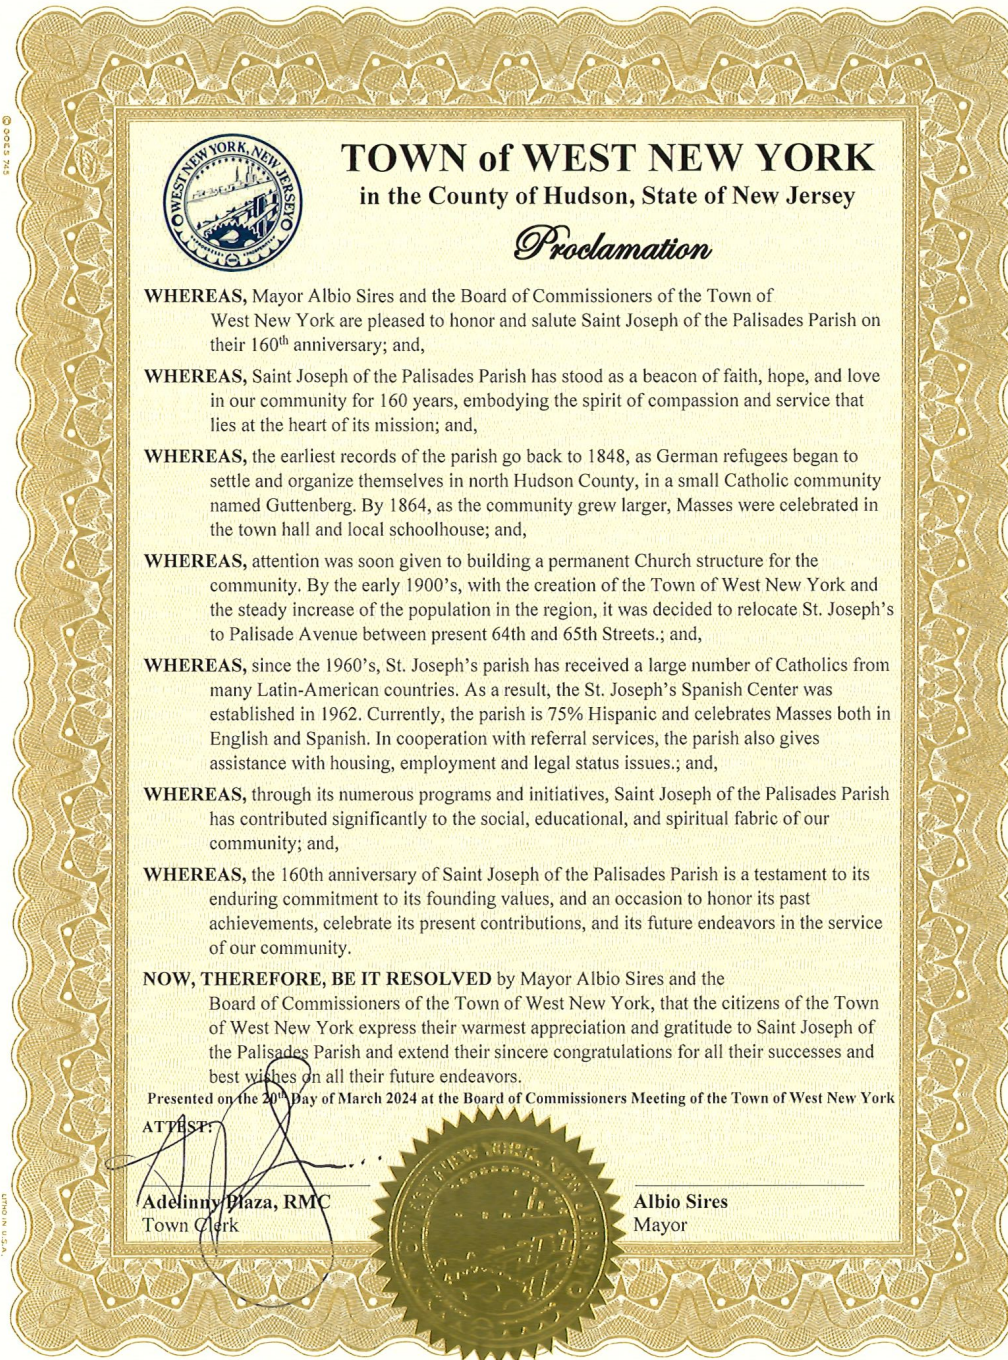 © GOES 745
WEST NEW YORK, NEW JERSEY
TOWN of WEST NEW YORK
in the County of Hudson, State of New Jersey
Proclamation
WHEREAS, Mayor Albio Sires and the Board of Commissioners of the Town of
West New York are pleased to honor and salute Saint Joseph of the Palisades Parish on
their 160th anniversary; and,
WHEREAS, Saint Joseph of the Palisades Parish has stood as a beacon of faith, hope, and love
in our community for 160 years, embodying the spirit of compassion and service that
lies at the heart of its mission; and,
WHEREAS, the earliest records of the parish go back to 1848, as German refugees began to
settle and organize themselves in north Hudson County, in a small Catholic community
named Guttenberg. By 1864, as the community grew larger, Masses were celebrated in
the town hall and local schoolhouse; and,
WHEREAS, attention was soon given to building a permanent Church structure for the
community. By the early 1900’s, with the creation of the Town of West New York and
the steady increase of the population in the region, it was decided to relocate St. Joseph’s
to Palisade Avenue between present 64th and 65th Streets.; and,
WHEREAS, since the 1960’s, St. Joseph’s parish has received a large number of Catholics from
many Latin-American countries. As a result, the St. Joseph’s Spanish Center was
established in 1962. Currently, the parish is 75% Hispanic and celebrates Masses both in
English and Spanish. In cooperation with referral services, the parish also gives
assistance with housing, employment and legal status issues.; and,
WHEREAS, through its numerous programs and initiatives, Saint Joseph of the Palisades Parish
has contributed significantly to the social, educational, and spiritual fabric of our
community; and,
WHEREAS, the 160th anniversary of Saint Joseph of the Palisades Parish is a testament to its
enduring commitment to its founding values, and an occasion to honor its past
achievements, celebrate its present contributions, and its future endeavors in the service
of our community.
NOW, THEREFORE, BE IT RESOLVED by Mayor Albio Sires and the
Board of Commissioners of the Town of West New York, that the citizens of the Town
of West New York express their warmest appreciation and gratitude to Saint Joseph of
the Palisades Parish and extend their sincere congratulations for all their successes and
best wishes on all their future endeavors.
Presented on the 20th Day of March 2024 at the Board of Commissioners Meeting of the Town of West New York
ATTEST:
Adelinny Plaza, RMC
Town Clerk
Albio Sires
Mayor
WEST NEW YORK, NEW JERSEY
LITHO IN U.S.A.